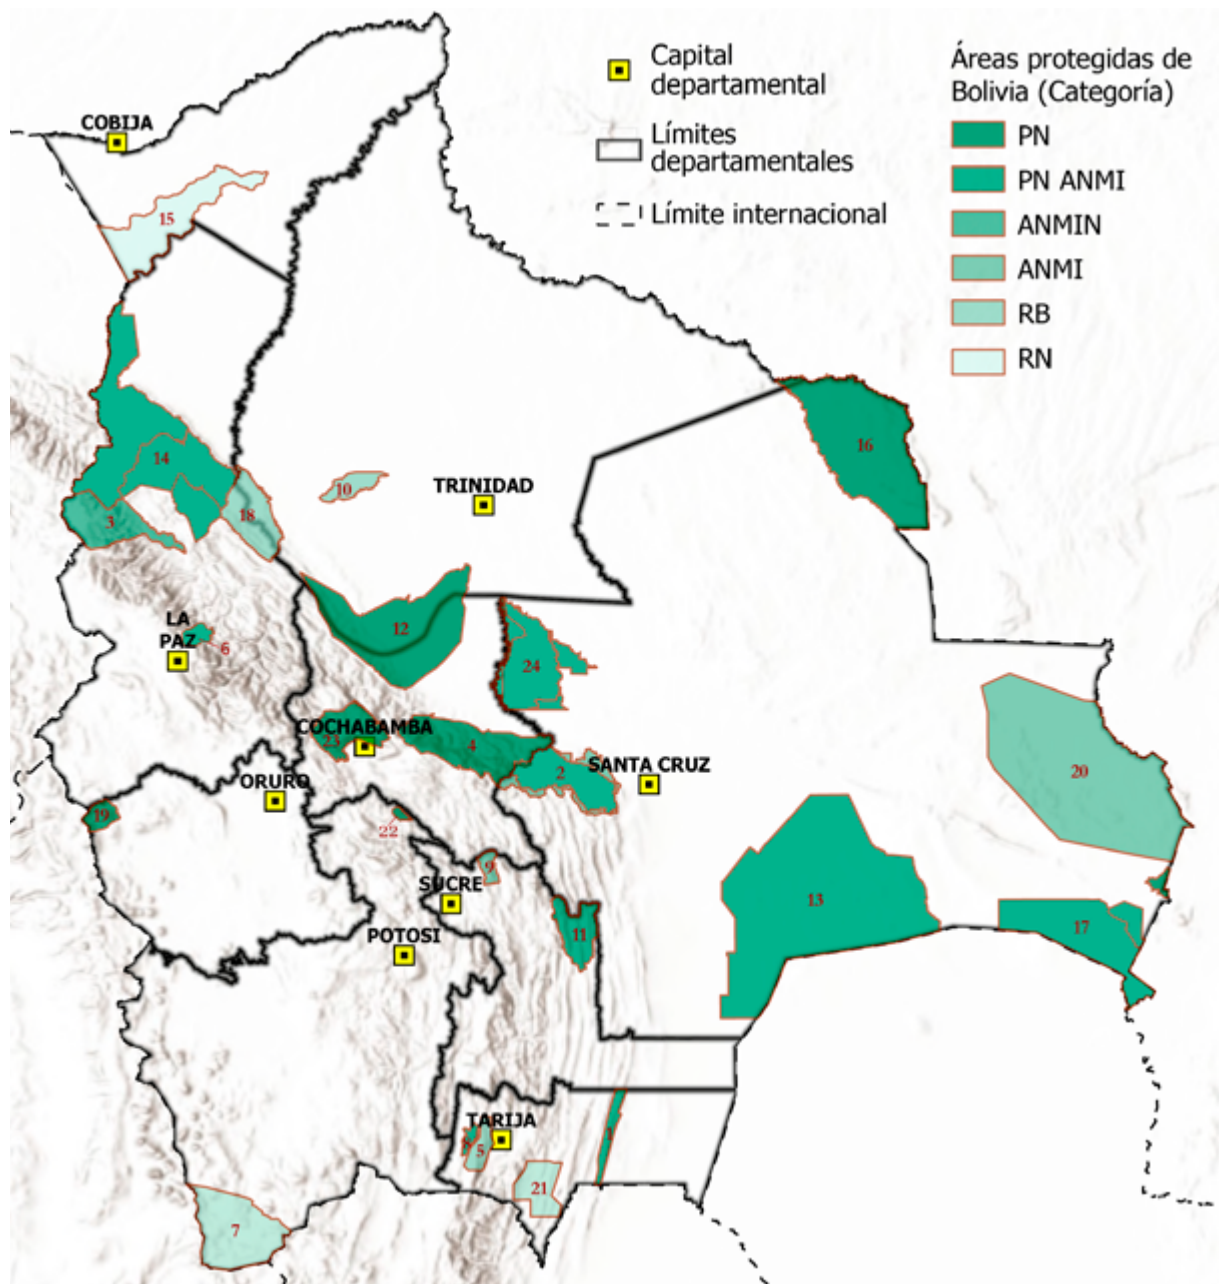 Capital
departamental
Límites
departamentales
Límite internacional
Áreas protegidas de
Bolivia (Categoría)
PN
PN ANMI
ANMIN
ANMI
RB
RN
COBIJA
15
16
14
10
TRINIDAD
3
18
LA
PAZ
6
12
24
COCHABAMBA
23
4
2
SANTA CRUZ
20
ORURO
19
22
9
SUCRE
13
11
17
POTOSI
TARIJA
8
5
1
21
7